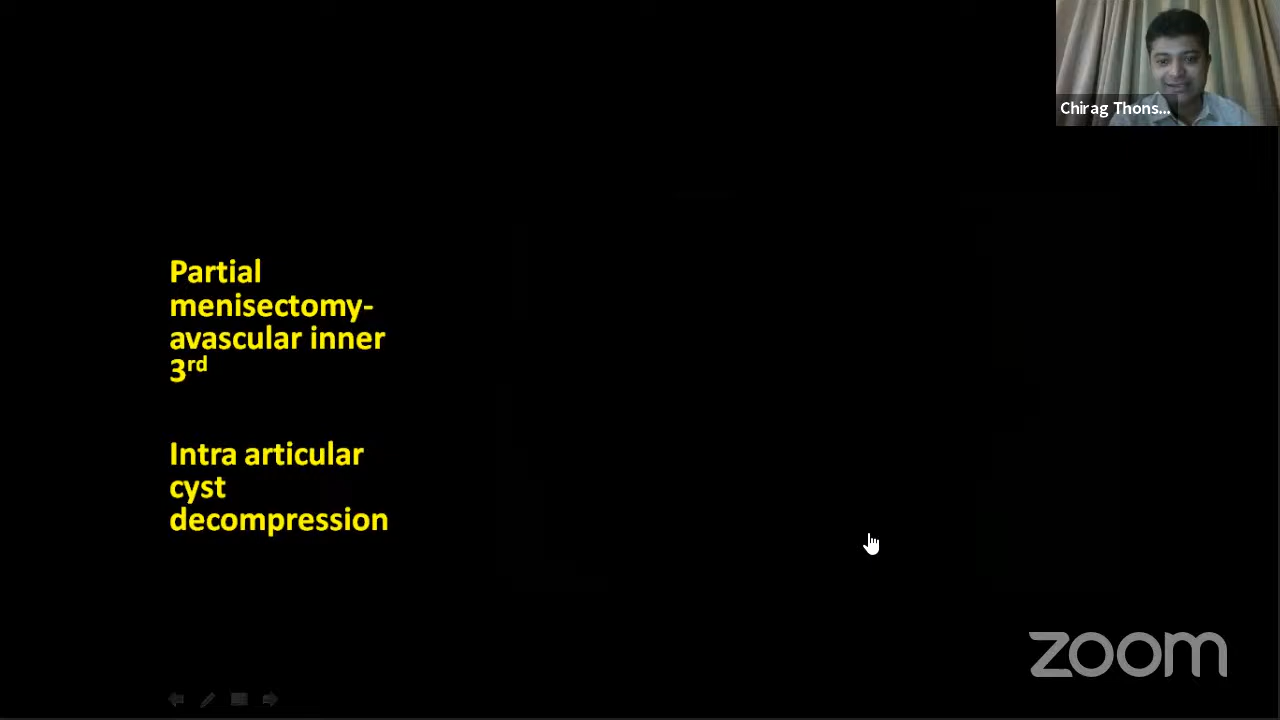 Chirag Thons...
Partial
menisectomy-
avascular inner
3rd
Intra articular
cyst
decompression
zoom